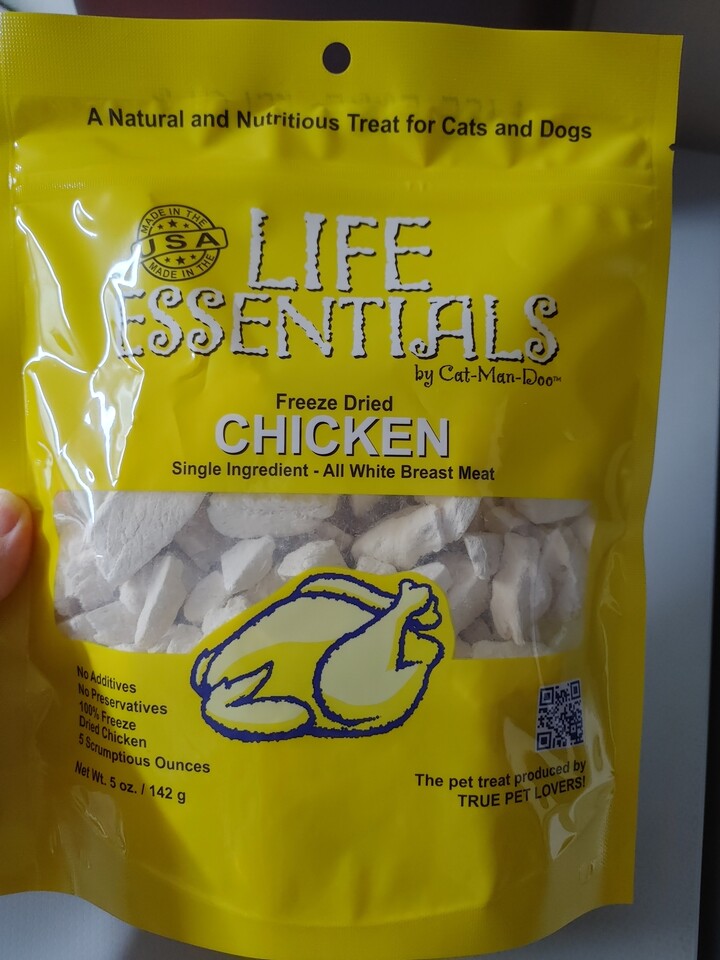 A Natural and Nutritious Treat for Cats and Dogs
MADE IN THE
USA
MADE IN THE
LIFE
ESSENTIALS
by Cat-Man-Doo™
Freeze Dried
CHICKEN
Single Ingredient - All White Breast Meat
No Additives
No Preservatives
100% Freeze
Dried Chicken
5 Scrumptious Ounces
Net Wt. 5 oz. / 142 g
The pet treat produced by
TRUE PET LOVERS!